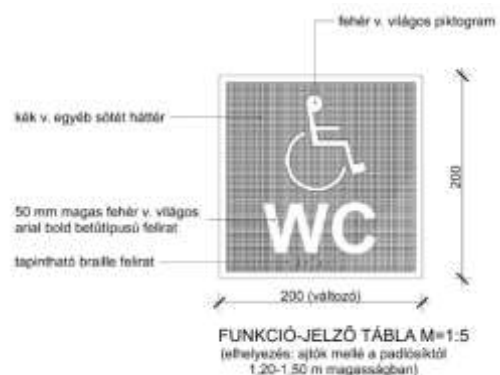 fehér v. világos piktogram
kék v. egyéb sötét háttér
200
50 mm magas fehér v. világos
arial bold betűtípusú felirat
WC
tapintható braille felirat
200 (változó)
FUNKCIÓ-JELZŐ TÁBLA M=1:5
(elhelyezés: ajtók mellé a padlósíktól
1,20-1,50 m magasságban)